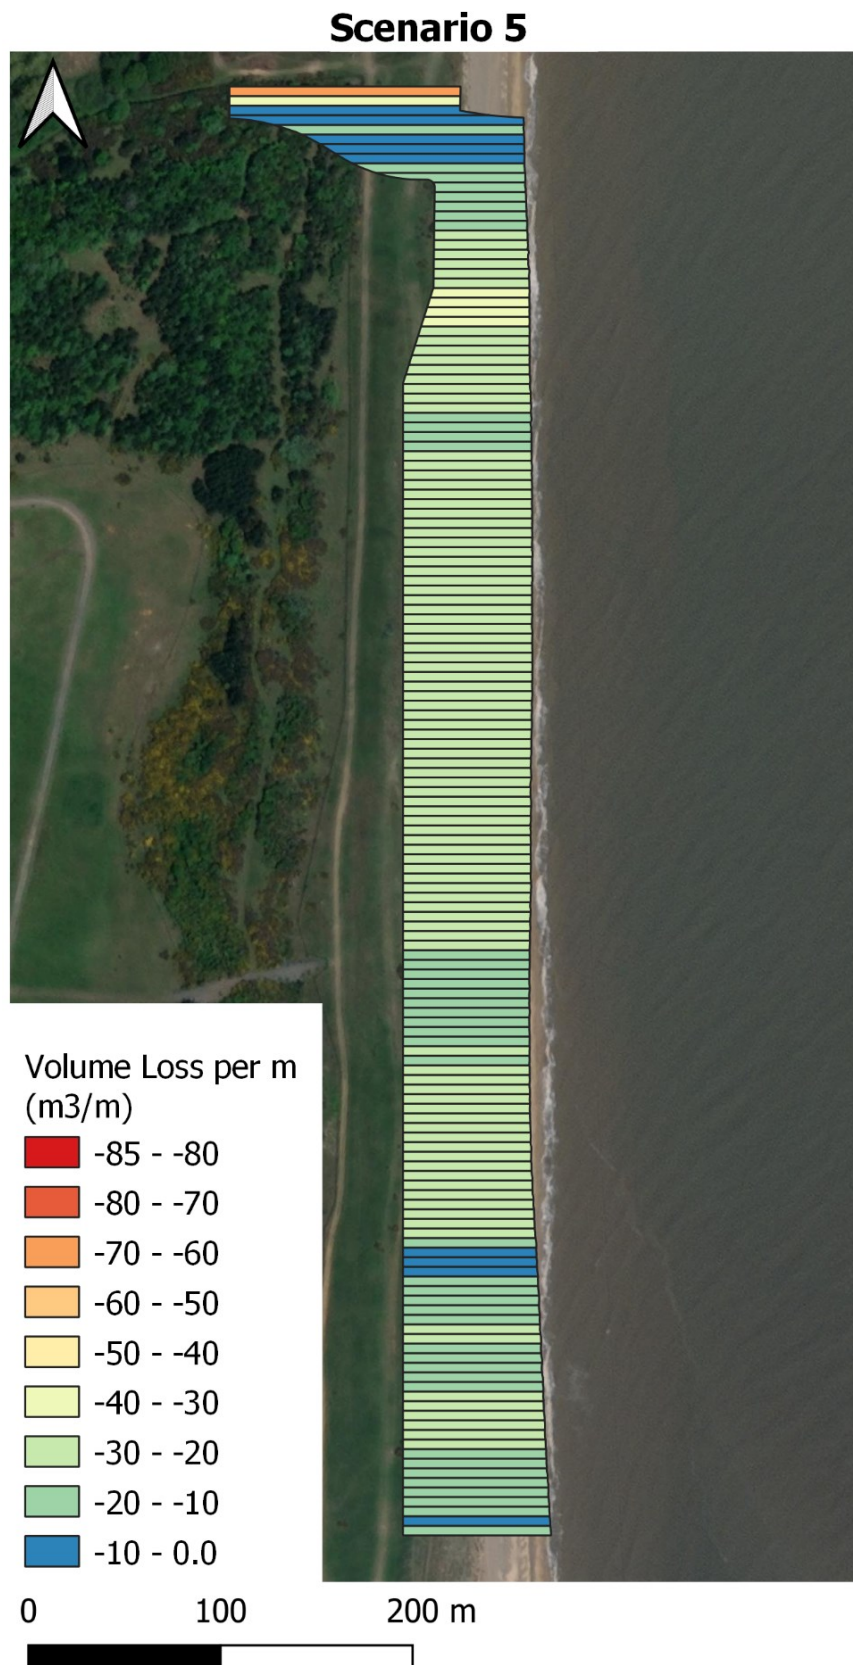 Scenario 5
Volume Loss per m
(m3/m)
-85 - -80
-80 - -70
-70 - -60
-60 - -50
-50 - -40
-40 - -30
-30 - -20
-20 - -10
-10 - 0.0
0 100 200 m